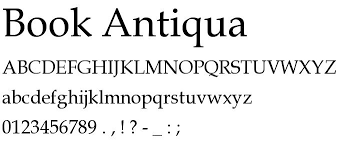 Book Antiqua
ABCDEFGHIJKLMNOPQRSTUVWXYZ
abcdefghijklmnopqrstuvwxyz
0123456789 . , ! ? - _ : ;